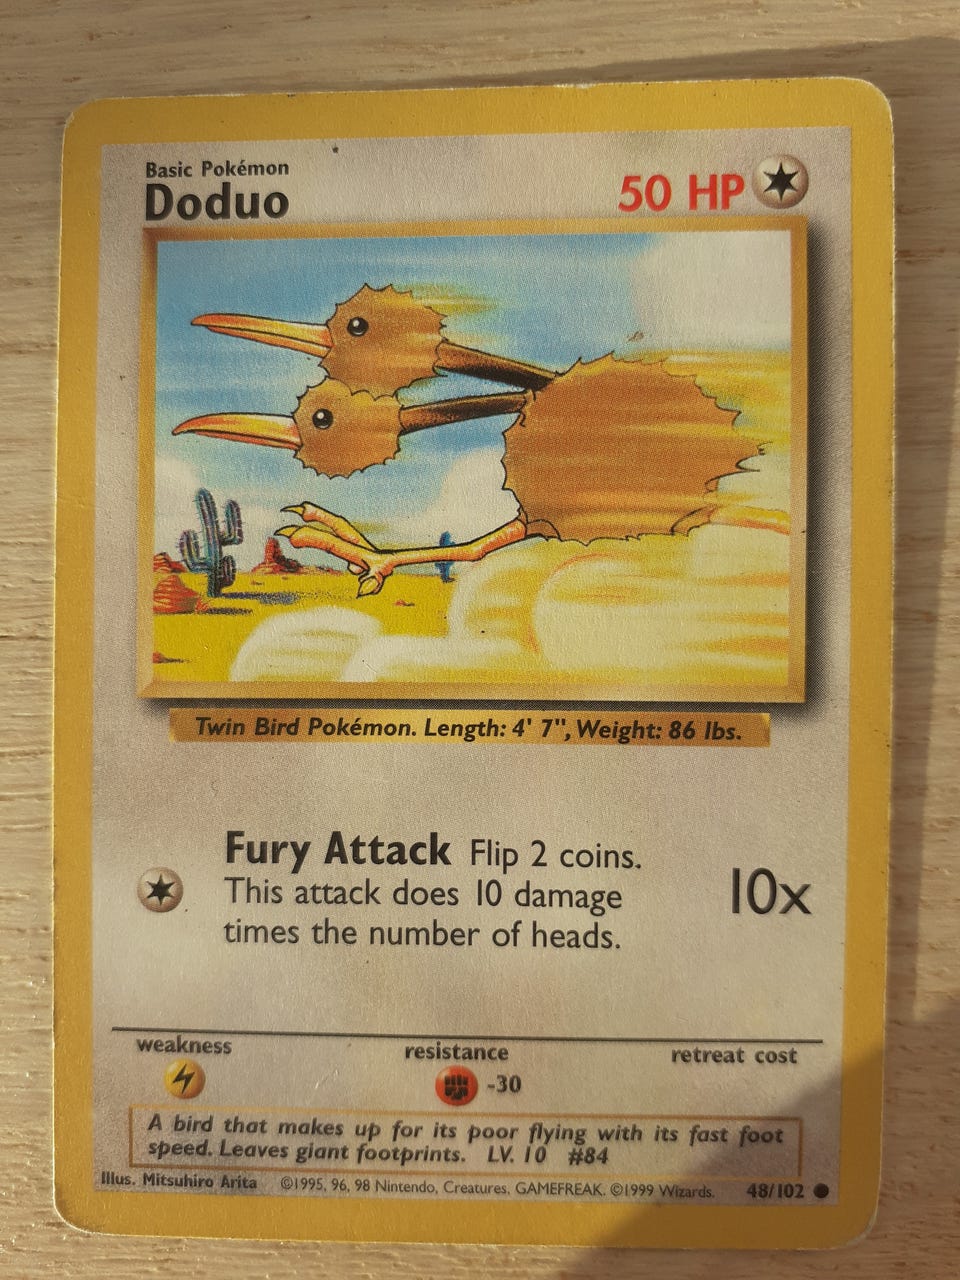 Basic Pokémon
Doduo
50 HP
Twin Bird Pokémon. Length: 4' 7", Weight: 86 lbs.
Fury Attack Flip 2 coins.
This attack does 10 damage
times the number of heads.
10x
weakness
resistance
retreat cost
-30
A bird that makes up for its poor flying with its fast foot
speed. Leaves giant footprints. LV. 10 #84
Illus. Mitsuhiro Arita ©1995, 96, 98 Nintendo, Creatures, GAMEFREAK. ©1999 Wizards. 48/102